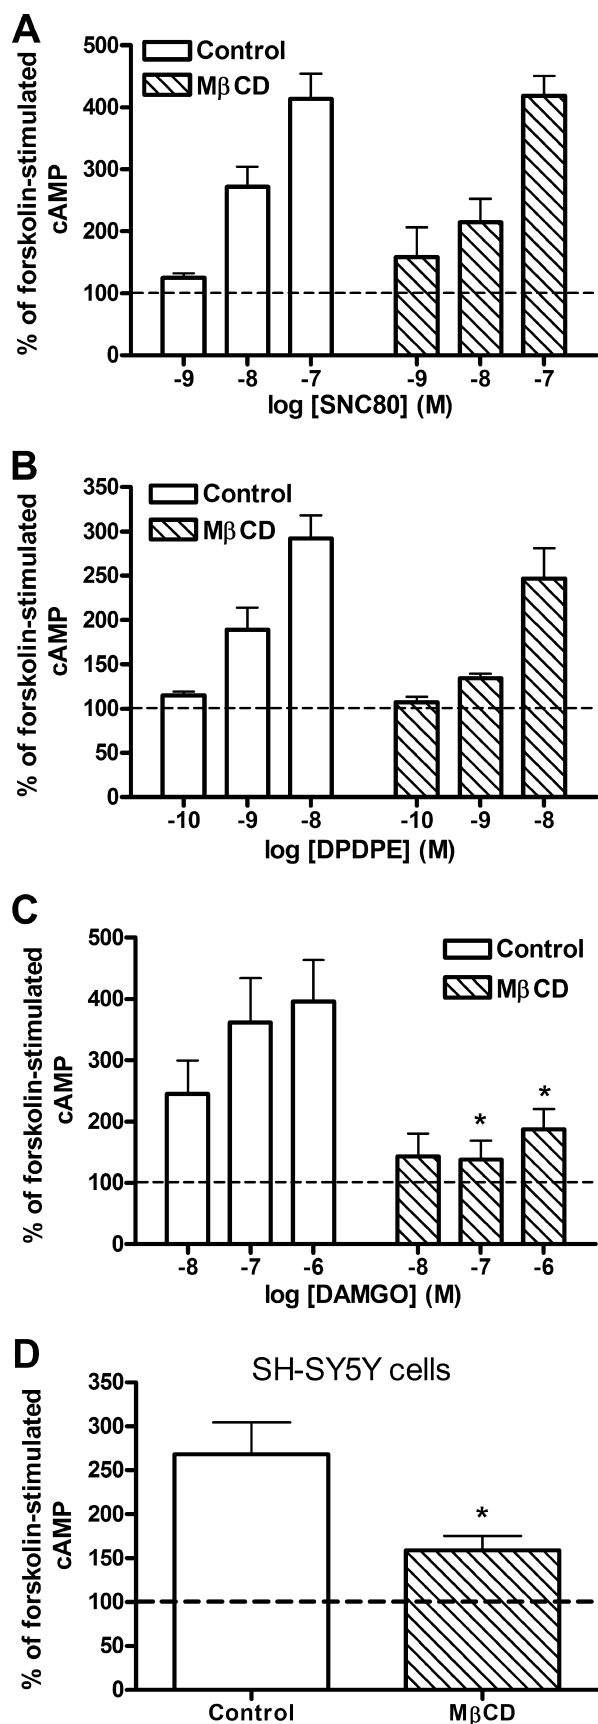 A
% of forskolin-stimulated
cAMP
500
400
300
200
100
0
Control
MβCD
-9 -8 -7 -9 -8 -7
log [SNC80] (M)
B
% of forskolin-stimulated
cAMP
350
300
250
200
150
100
50
0
Control
MβCD
-10 -9 -8 -10 -9 -8
log [DPDPE] (M)
C
% of forskolin-stimulated
cAMP
500
400
300
200
100
0
Control
MβCD
* *
-8 -7 -6 -8 -7 -6
log [DAMGO] (M)
D
SH-SY5Y cells
% of forskolin-stimulated
cAMP
350
300
250
200
150
100
50
0
*
Control MβCD